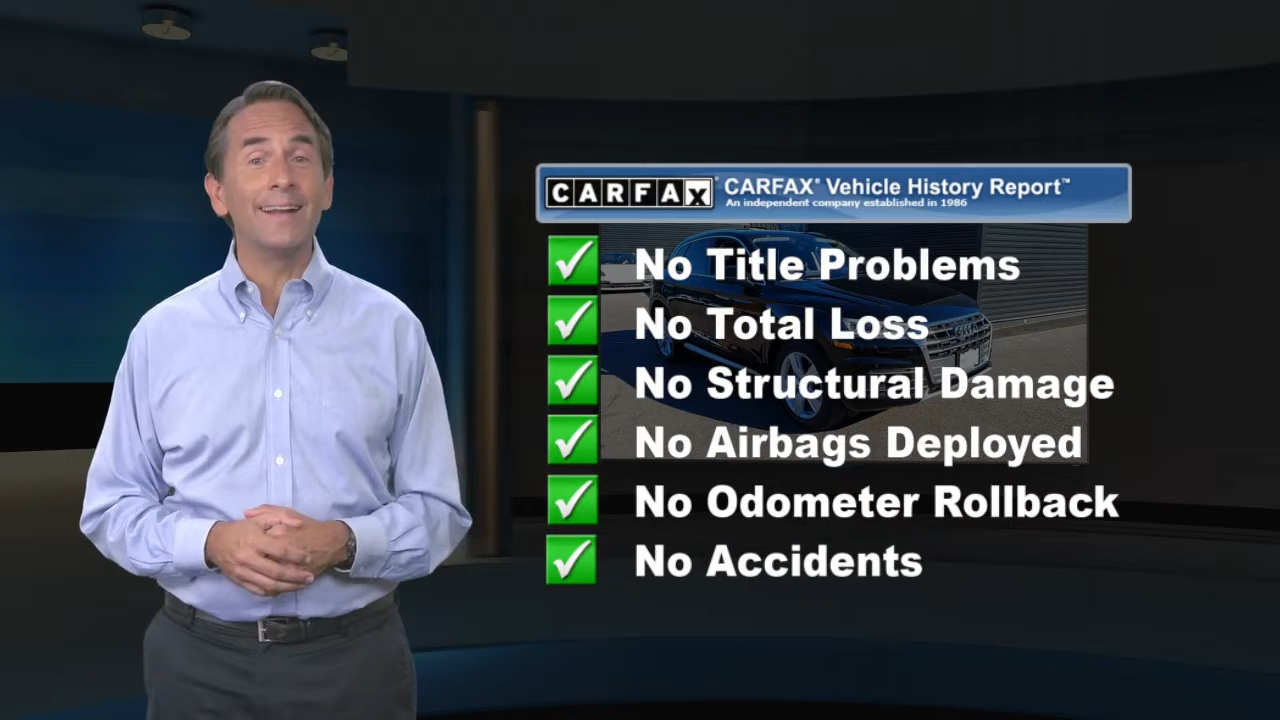 CARFAX® CARFAX® Vehicle History Report™
An independent company established in 1986
No Title Problems
No Total Loss
No Structural Damage
No Airbags Deployed
No Odometer Rollback
No Accidents